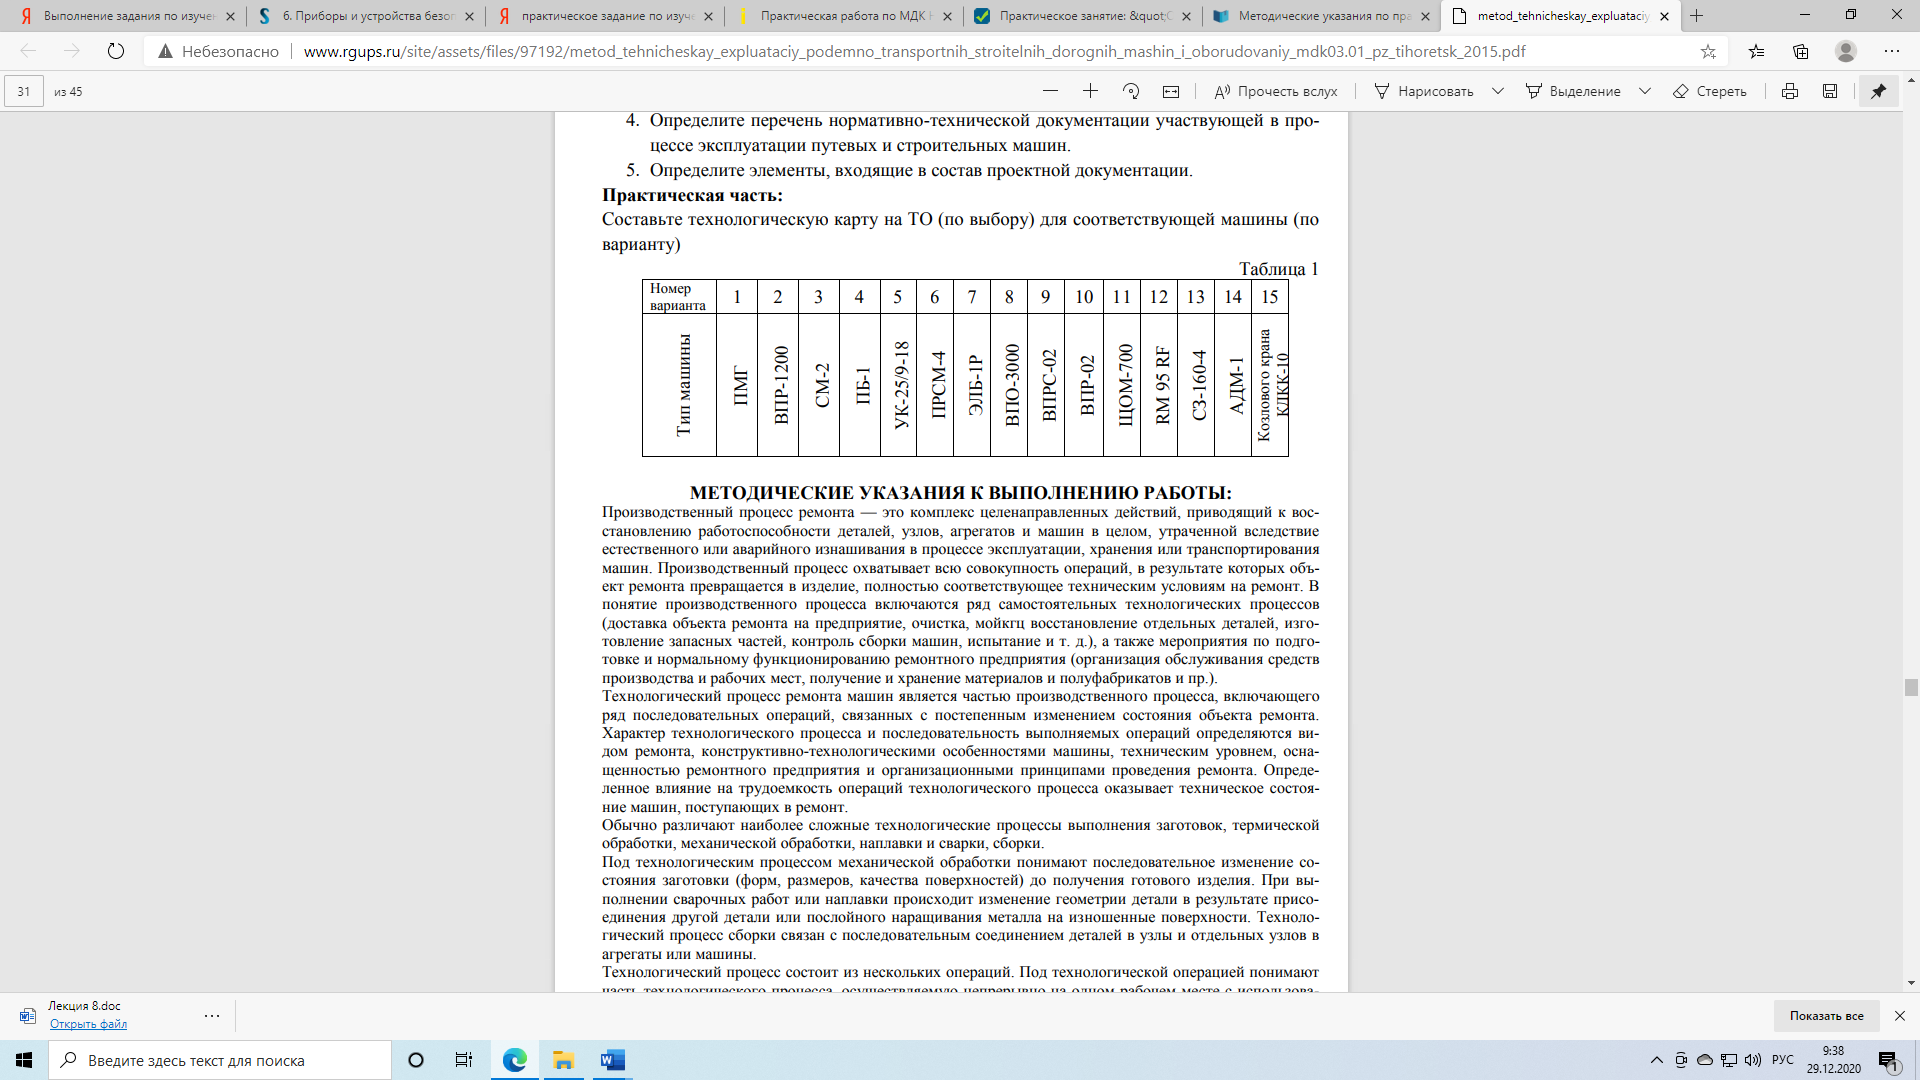 Выполнение задания по изучен
6. Приборы и устройства безоп
практическое задание по изуче
Практическая работа по МДК Н
Практическое занятие: &quot;О
Методические указания по пра
metod_tehnicheskay_expluataciy
Небезопасно
www.rgups.ru/site/assets/files/97192/metod_tehnicheskay_expluataciy_podemno_transportnih_stroitelnih_dorognih_mashin_i_oborudovaniy_mdk03.01_pz_tihoretsk_2015.pdf
31 из 45
Прочесть вслух
Нарисовать
Выделение
Стереть
4. Определите перечень нормативно-технической документации участвующей в про-
цессе эксплуатации путевых и строительных машин.
5. Определите элементы, входящие в состав проектной документации.
Практическая часть:
Составьте технологическую карту на ТО (по выбору) для соответствующей машины (по
варианту)
Таблица 1
Номер
варианта
1 2 3 4 5 6 7 8 9 10 11 12 13 14 15
Тип машины
ПМГ
ВПР-1200
СМ-2
ПБ-1
УК-25/9-18
ПРСМ-4
ЭЛБ-1Р
ВПО-3000
ВПРС-02
ВПР-02
ЩОМ-700
RM 95 RF
СЗ-160-4
АДМ-1
Козлового крана
КДКК-10
МЕТОДИЧЕСКИЕ УКАЗАНИЯ К ВЫПОЛНЕНИЮ РАБОТЫ:
Производственный процесс ремонта — это комплекс целенаправленных действий, приводящий к вос-
становлению работоспособности деталей, узлов, агрегатов и машин в целом, утраченной вследствие
естественного или аварийного изнашивания в процессе эксплуатации, хранения или транспортирования
машин. Производственный процесс охватывает всю совокупность операций, в результате которых объ-
ект ремонта превращается в изделие, полностью соответствующее техническим условиям на ремонт. В
понятие производственного процесса включаются ряд самостоятельных технологических процессов
(доставка объекта ремонта на предприятие, очистка, мойкгц восстановление отдельных деталей, изго-
товление запасных частей, контроль сборки машин, испытание и т. д.), а также мероприятия по подго-
товке и нормальному функционированию ремонтного предприятия (организация обслуживания средств
производства и рабочих мест, получение и хранение материалов и полуфабрикатов и пр.).
Технологический процесс ремонта машин является частью производственного процесса, включающего
ряд последовательных операций, связанных с постепенным изменением состояния объекта ремонта.
Характер технологического процесса и последовательность выполняемых операций определяются ви-
дом ремонта, конструктивно-технологическими особенностями машины, техническим уровнем, осна-
щенностью ремонтного предприятия и организационными принципами проведения ремонта. Опреде-
ленное влияние на трудоемкость операций технологического процесса оказывает техническое состоя-
ние машин, поступающих в ремонт.
Обычно различают наиболее сложные технологические процессы выполнения заготовок, термической
обработки, механической обработки, наплавки и сварки, сборки.
Под технологическим процессом механической обработки понимают последовательное изменение со-
стояния заготовки (форм, размеров, качества поверхностей) до получения готового изделия. При вы-
полнении сварочных работ или наплавки происходит изменение геометрии детали в результате присо-
единения другой детали или послойного наращивания металла на изношенные поверхности. Техноло-
гический процесс сборки связан с последовательным соединением деталей в узлы и отдельных узлов в
агрегаты или машины.
Технологический процесс состоит из нескольких операций. Под технологической операцией понимают
часть технологического процесса, осуществляемую непрерывно на одном рабочем месте с использова-
Лекция 8.doc
Открыть файл
Показать все
Введите здесь текст для поиска
РУС
9:38
29.12.2020
1